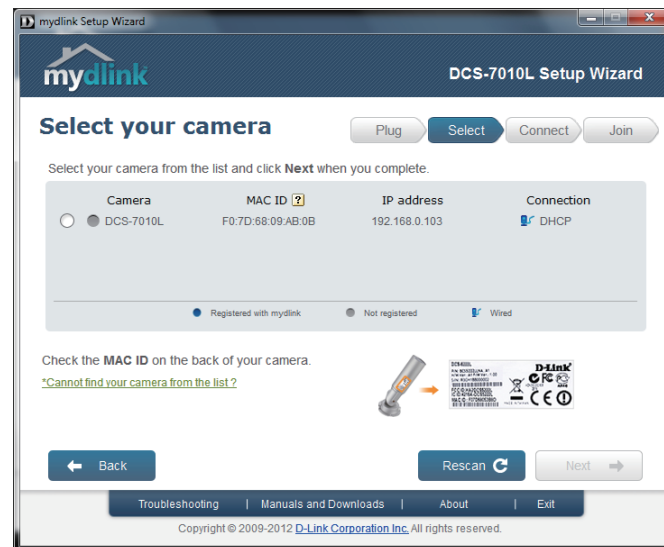 mydlink Setup Wizard
mydlink
DCS-7010L Setup Wizard
Select your camera
Plug Select Connect Join
Select your camera from the list and click Next when you complete.
Camera MAC ID ? IP address Connection
DCS-7010L F0:7D:68:09:AB:0B 192.168.0.103 DHCP
Registered with mydlink Not registered Wired
Check the MAC ID on the back of your camera.
*Cannot find your camera from the list ?
D-Link
Back Rescan Next
Troubleshooting | Manuals and Downloads | About | Exit
Copyright © 2009-2012 D-Link Corporation Inc. All rights reserved.